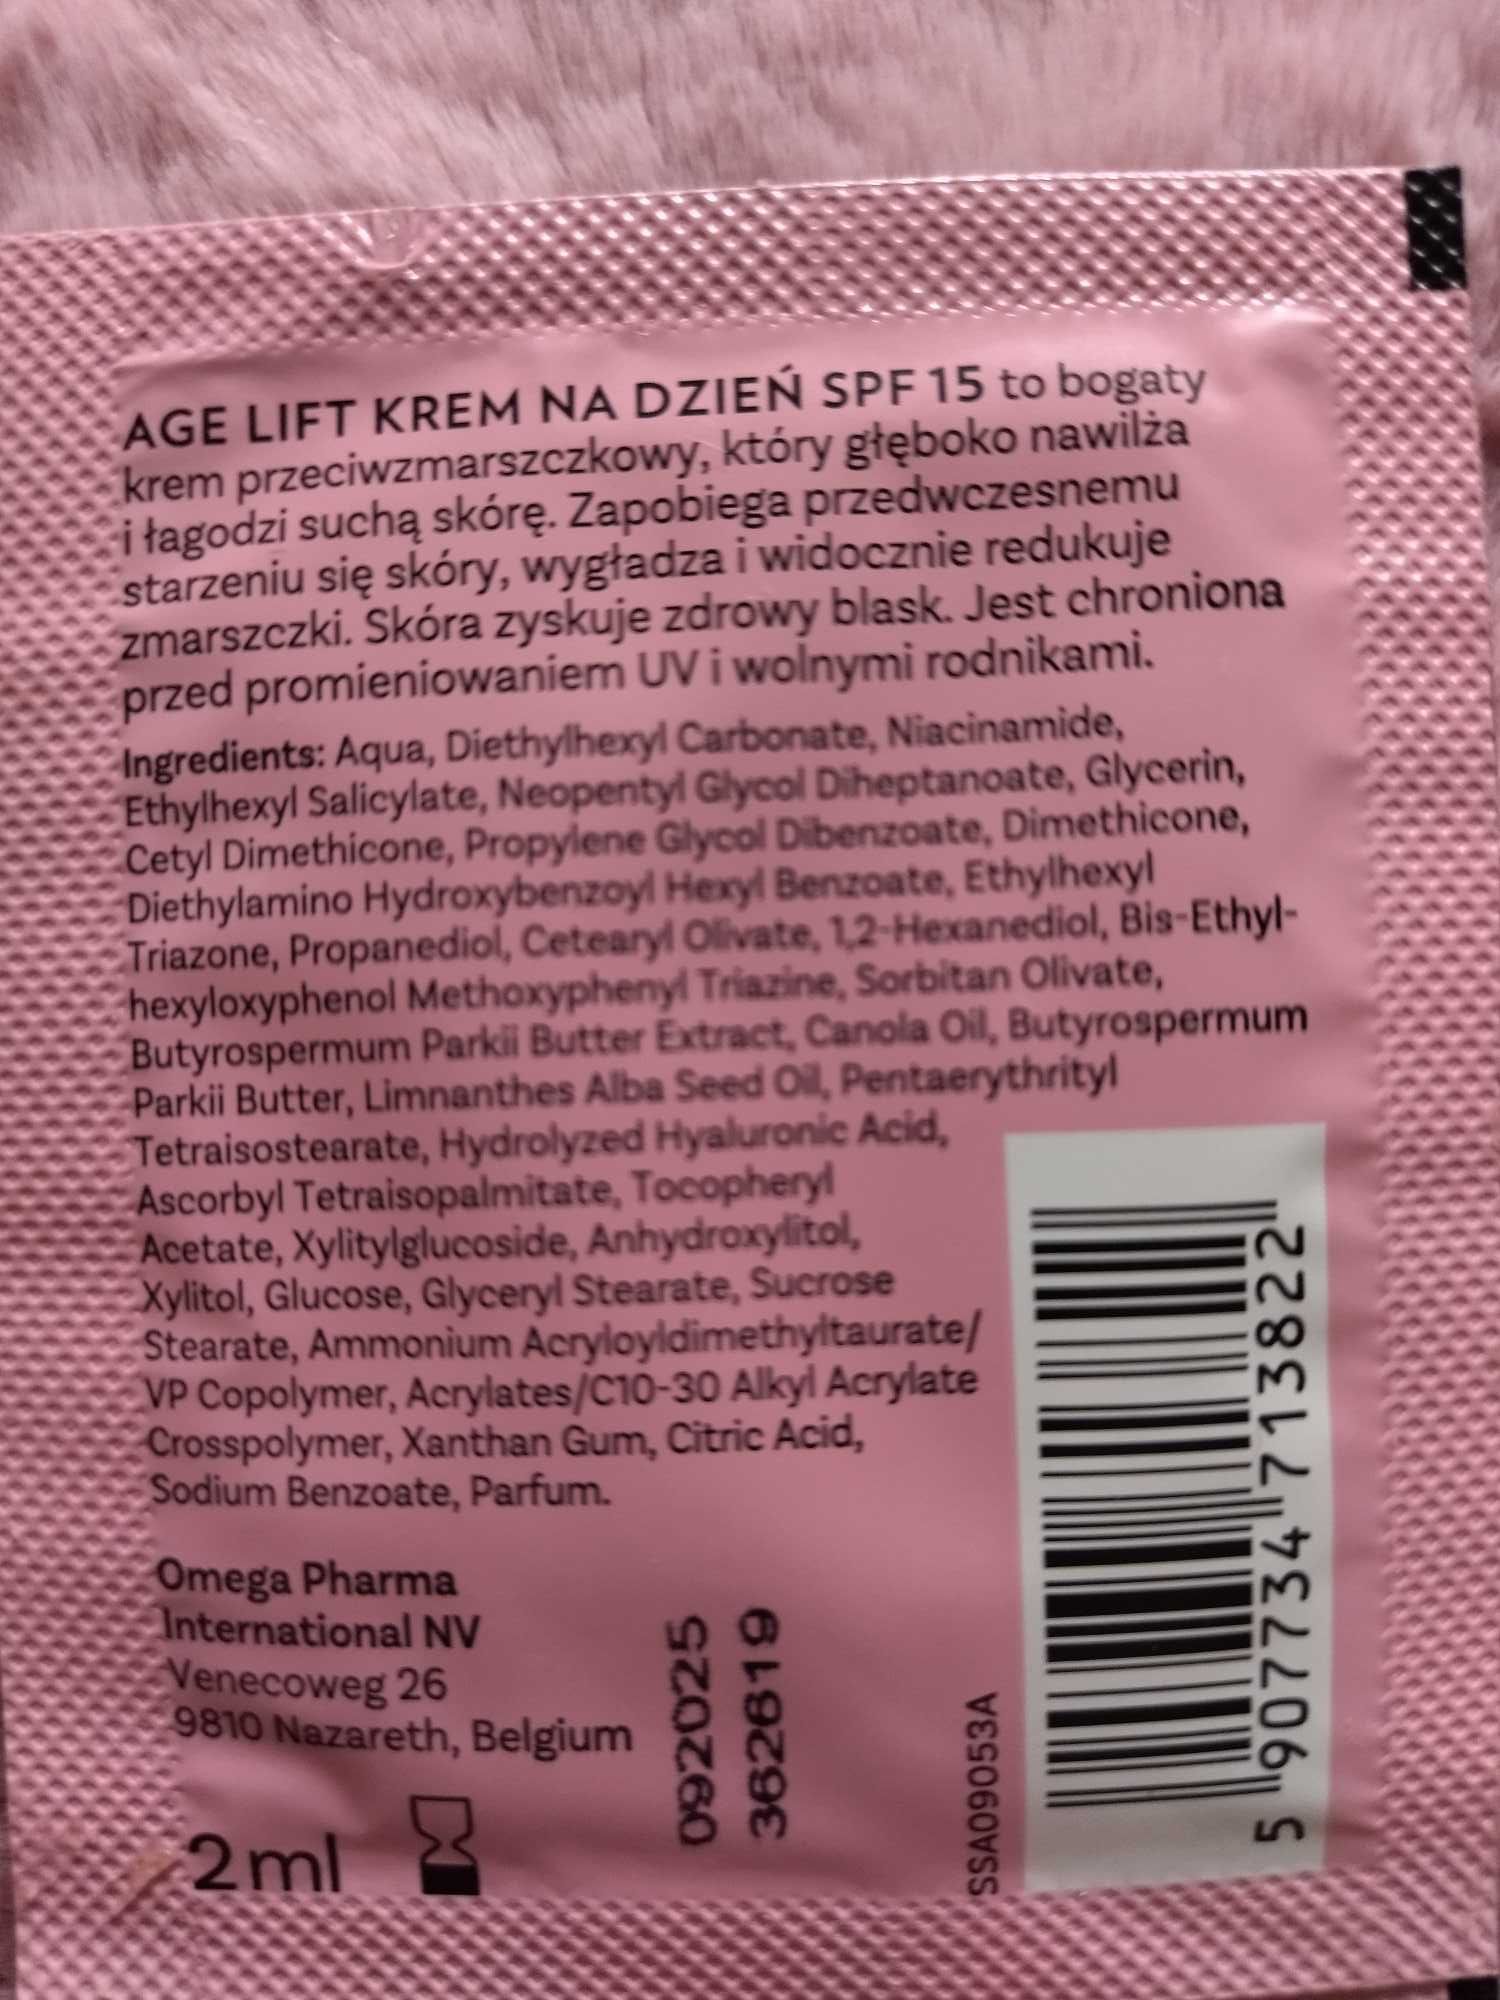 AGE LIFT KREM NA DZIEŃ SPF 15 to bogaty
krem przeciwzmarszczkowy, który głęboko nawilża
i łagodzi suchą skórę. Zapobiega przedwczesnemu
starzeniu się skóry, wygładza i widocznie redukuje
zmarszczki. Skóra zyskuje zdrowy blask. Jest chroniona
przed promieniowaniem UV i wolnymi rodnikami.
Ingredients: Aqua, Diethylhexyl Carbonate, Niacinamide,
Ethylhexyl Salicylate, Neopentyl Glycol Diheptanoate, Glycerin,
Cetyl Dimethicone, Propylene Glycol Dibenzoate, Dimethicone,
Diethylamino Hydroxybenzoyl Hexyl Benzoate, Ethylhexyl
Triazone, Propanediol, Cetearyl Olivate, 1,2-Hexanediol, Bis-Ethyl-
hexyloxyphenol Methoxyphenyl Triazine, Sorbitan Olivate,
Butyrospermum Parkii Butter Extract, Canola Oil, Butyrospermum
Parkii Butter, Limnanthes Alba Seed Oil, Pentaerythrityl
Tetraisostearate, Hydrolyzed Hyaluronic Acid,
Ascorbyl Tetraisopalmitate, Tocopheryl
Acetate, Xylitylglucoside, Anhydroxylitol,
Xylitol, Glucose, Glyceryl Stearate, Sucrose
Stearate, Ammonium Acryloyldimethyltaurate/
VP Copolymer, Acrylates/C10-30 Alkyl Acrylate
Crosspolymer, Xanthan Gum, Citric Acid,
Sodium Benzoate, Parfum.
Omega Pharma
International NV
Venecoweg 26
9810 Nazareth, Belgium
2 ml
092025
362619
SSA09053A
5 907734 713822